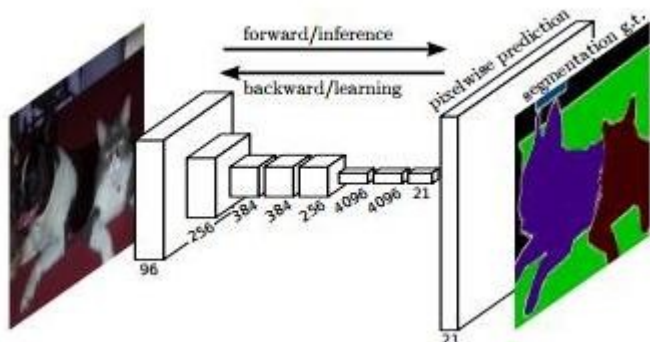 forward/inference
backward/learning
pixelwise prediction
segmentation g.t.
96
256
384
384
256
4096
4096
21
21